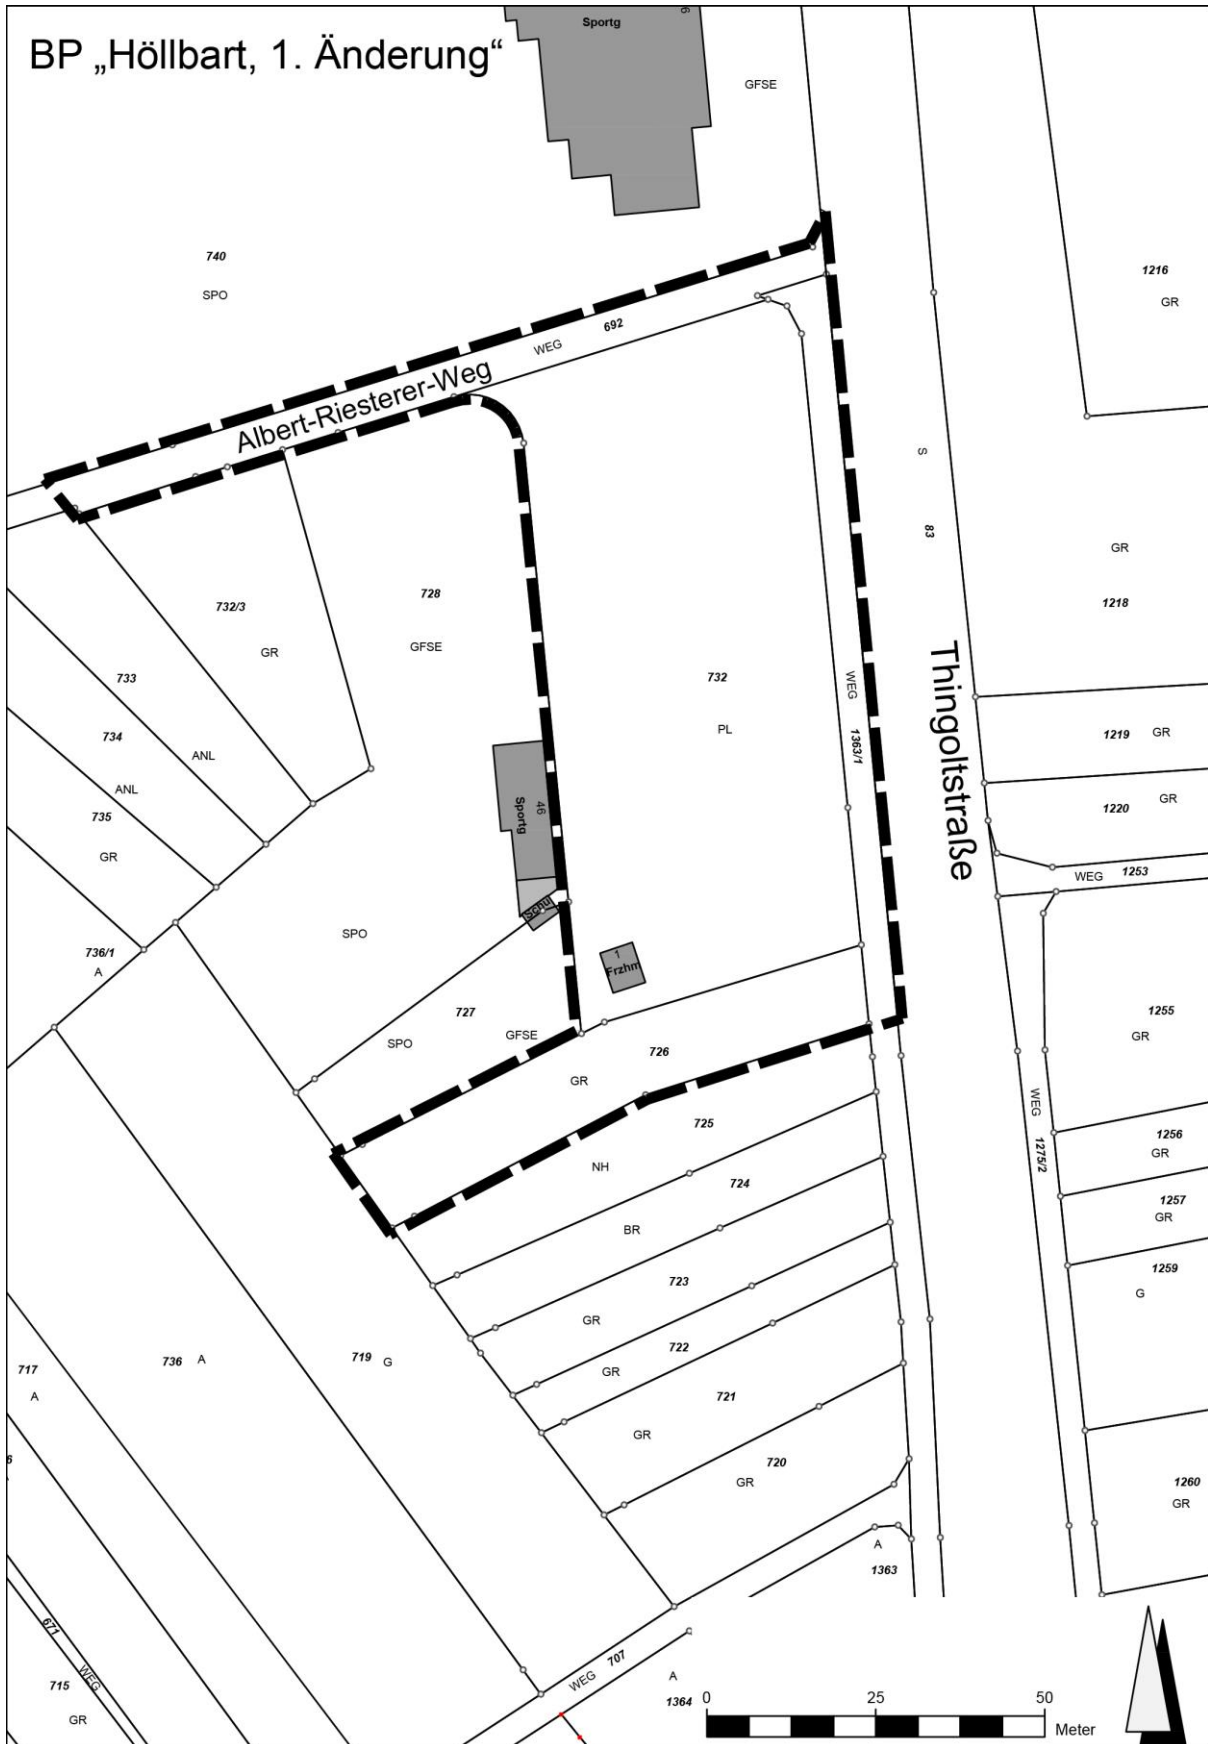 BP „Höllbart, 1. Änderung“
Sportg
6
GFSE
740
SPO
1216
GR
692
WEG
Albert-Riesterer-Weg
S
83
GR
1218
732/3
GR
728
GFSE
732
PL
WEG
1363/1
Thingoltstraße
733
734
ANL
ANL
735
GR
1219
GR
1220
GR
WEG
1253
Sportg
46
Schu
SPO
736/1
A
1
Frzhm
727
SPO
GFSE
726
GR
1255
GR
WEG
1275/2
725
NH
724
BR
1256
GR
1257
GR
1259
G
723
GR
722
GR
721
GR
720
GR
717
A
736
A
719
G
6
1260
GR
A
1363
671
WEG
715
GR
WEG
707
A
1364
0
25
50
Meter